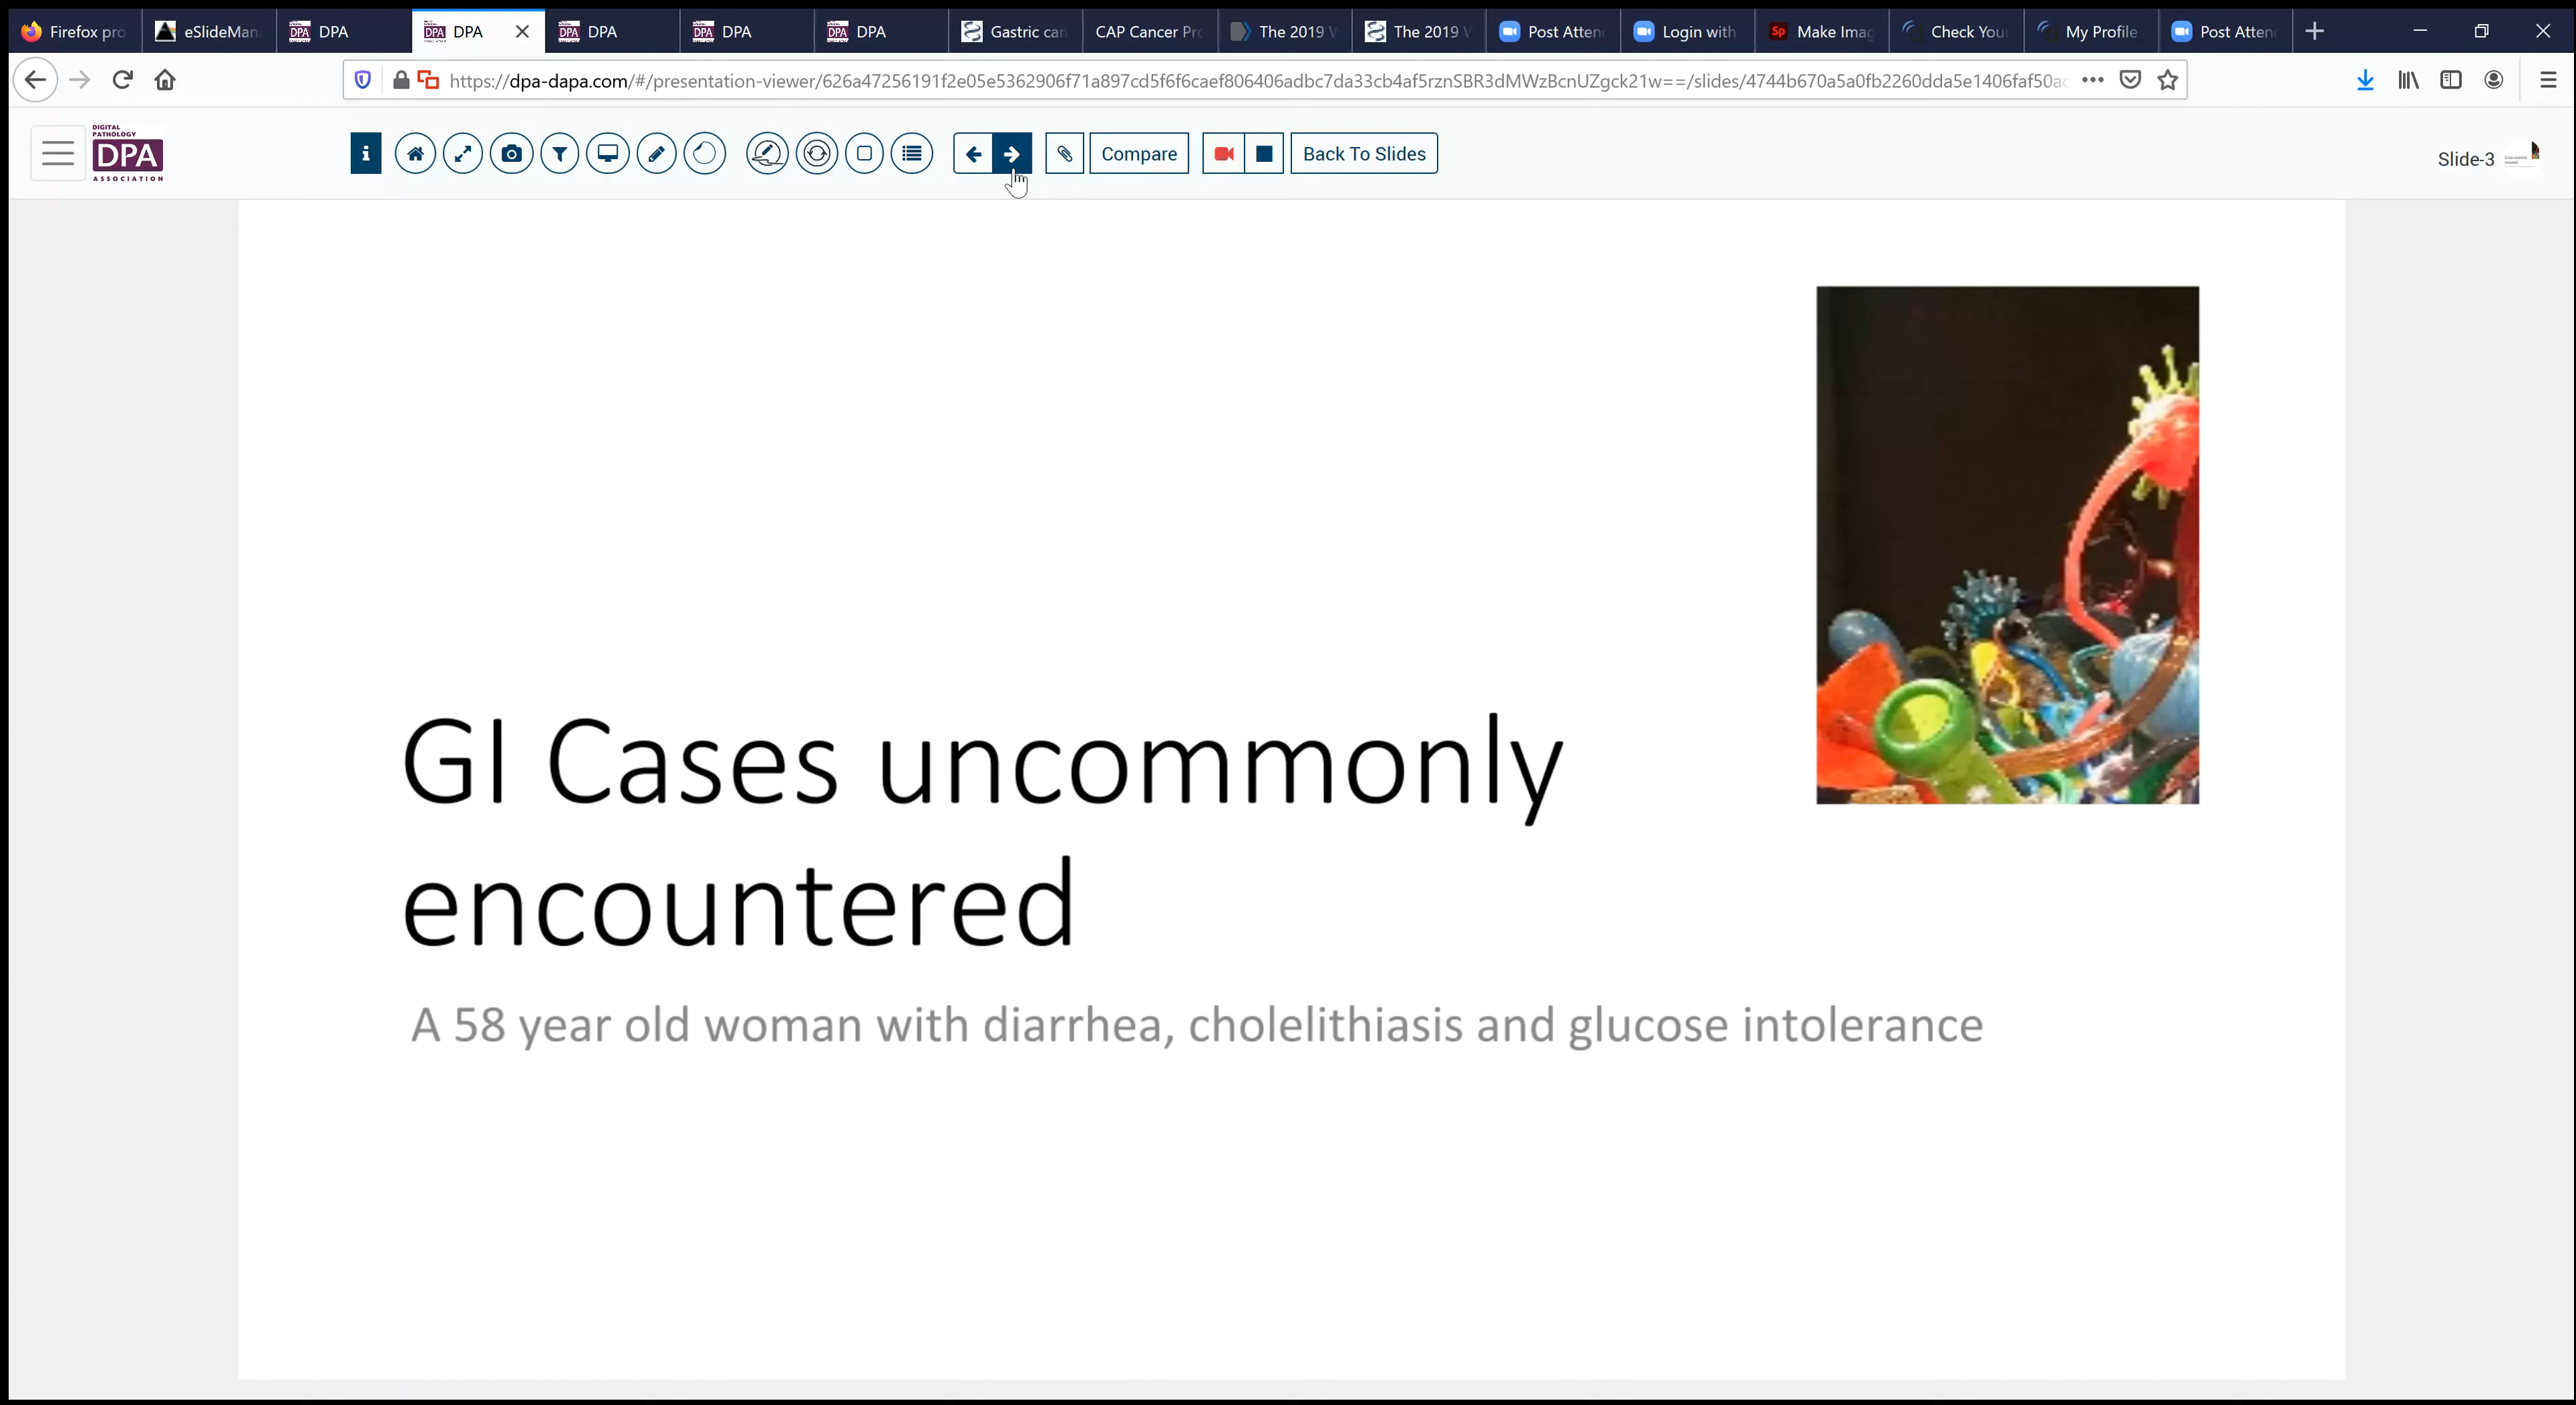 Firefox pro
eSlideMan
DPA
DPA
DPA
DPA
DPA
Gastric can
CAP Cancer Pro
The 2019 W
The 2019 W
Post Atten
Login with
Sp Make Imag
Check Your
My Profile
Post Atten
https://dpa-dapa.com/#/presentation-viewer/626a47256191f2e05e5362906f71a897cd5f6f6caef806406adbc7da33cb4af5rznSBR3dMWzBcnUZgck21w==/slides/4744b670a5a0fb2260dda5e1406faf50ac
DIGITAL
PATHOLOGY
DPA
ASSOCIATION
Compare
Back To Slides
Slide-3
GI Cases uncommonly
encountered
A 58 year old woman with diarrhea, cholelithiasis and glucose intolerance